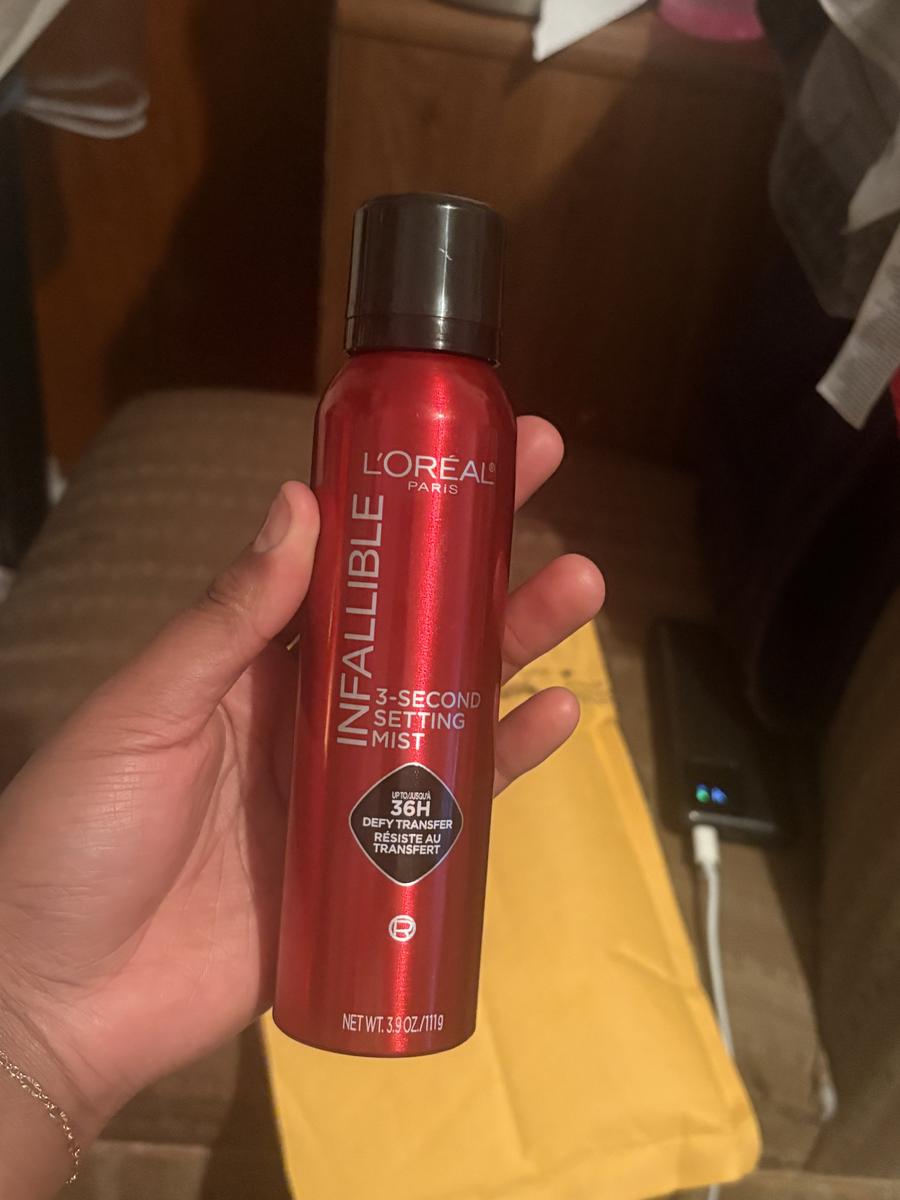 L'ORÉAL®
PARIS
INFALLIBLE
3-SECOND
SETTING
MIST
UP TO/JUSQU'À
36H
DEFY TRANSFER
RÉSISTE AU
TRANSFERT
R
NET WT. 3.9 OZ./111g